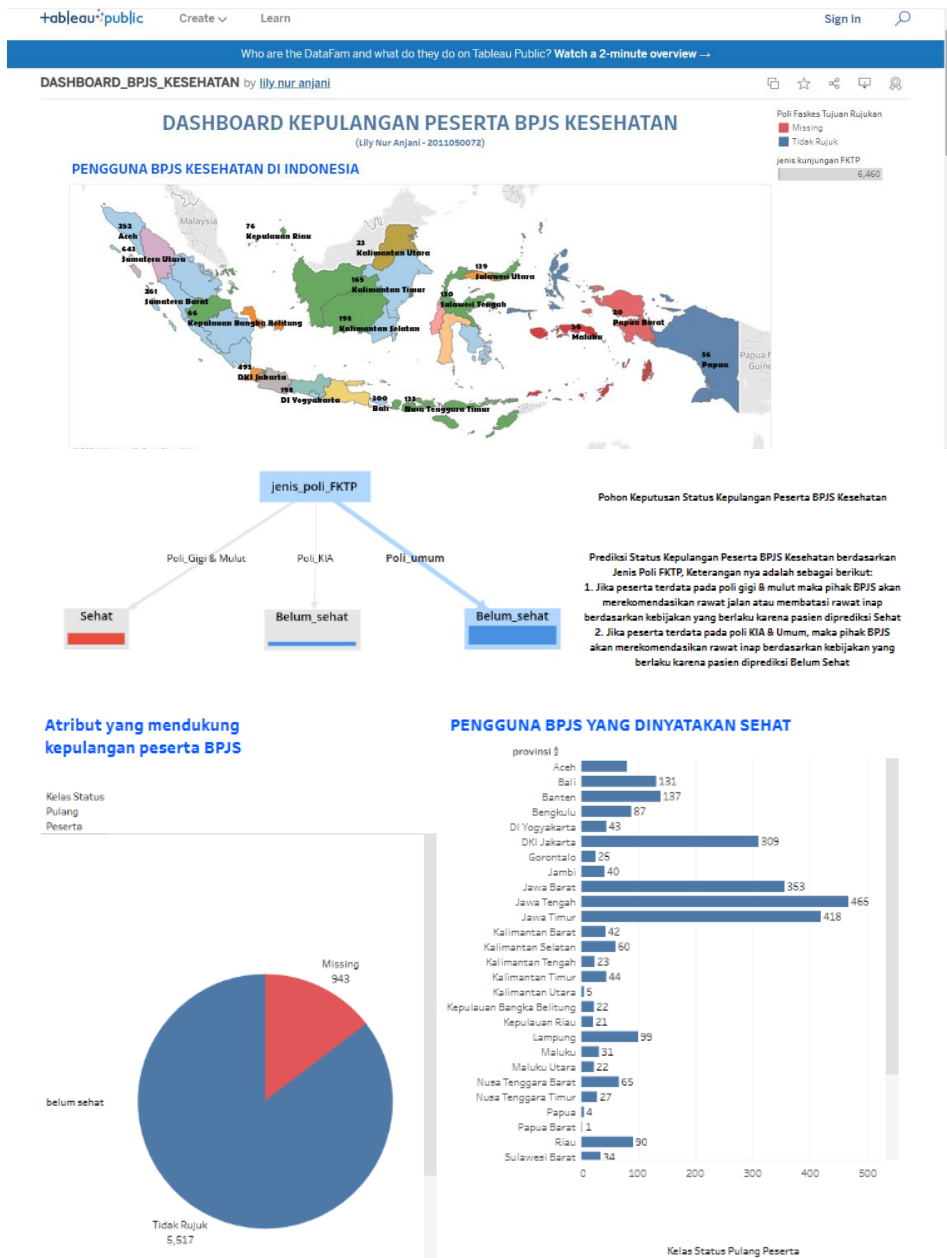 +ableau public Create Learn Sign In
Who are the DataFam and what do they do on Tableau Public? Watch a 2-minute overview →
DASHBOARD_BPJS_KESEHATAN by lily nur anjani
DASHBOARD KEPULANGAN PESERTA BPJS KESEHATAN
(Lily Nur Anjani - 2011050072)
Poli Faskes Tujuan Rujukan
Missing
Tidak Rujuk
jenis kunjungan FKTP
6,460
PENGGUNA BPJS KESEHATAN DI INDONESIA
Malaysia
252
Aceh
643
Sumatera Utara
76
Kepulauan Riau
23
Kalimantan Utara
139
Sulawesi Utara
261
Sumatera Barat
165
Kalimantan Timur
130
Sulawesi Tengah
66
Kepulauan Bangka Belitung
198
Kalimantan Selatan
Maluku
20
Papua Barat
36
Papua
Papua
Guine
493
DKI Jakarta
198
DI Yogyakarta
300
Bali
133
Nusa Tenggara Timur
jenis_poli_FKTP
Poli_Gigi & Mulut
Poli_KIA
Poli_umum
Sehat
Belum_sehat
Belum_sehat
Pohon Keputusan Status Kepulangan Peserta BPJS Kesehatan
Prediksi Status Kepulangan Peserta BPJS Kesehatan berdasarkan
Jenis Poli FKTP, Keterangan nya adalah sebagai berikut:
1. Jika peserta terdata pada poli gigi & mulut maka pihak BPJS akan
merekomendasikan rawat jalan atau membatasi rawat inap
berdasarkan kebijakan yang berlaku karena pasien diprediksi Sehat
2. Jika peserta terdata pada poli KIA & Umum, maka pihak BPJS
akan merekomendasikan rawat inap berdasarkan kebijakan yang
berlaku karena pasien diprediksi Belum Sehat
Atribut yang mendukung
kepulangan peserta BPJS
Kelas Status
Pulang
Peserta
Missing
943
belum sehat
Tidak Rujuk
5,517
PENGGUNA BPJS YANG DINYATAKAN SEHAT
provinsi
Aceh
Bali 131
Banten 137
Bengkulu 87
DI Yogyakarta 43
DKI Jakarta 309
Gorontalo 25
Jambi 40
Jawa Barat 353
Jawa Tengah 465
Jawa Timur 418
Kalimantan Barat 42
Kalimantan Selatan 60
Kalimantan Tengah 23
Kalimantan Timur 44
Kalimantan Utara 5
Kepulauan Bangka Belitung 22
Kepulauan Riau 21
Lampung 99
Maluku 31
Maluku Utara 22
Nusa Tenggara Barat 65
Nusa Tenggara Timur 27
Papua 4
Papua Barat 1
Riau 90
Sulawesi Barat 34
0 100 200 300 400 500
Kelas Status Pulang Peserta